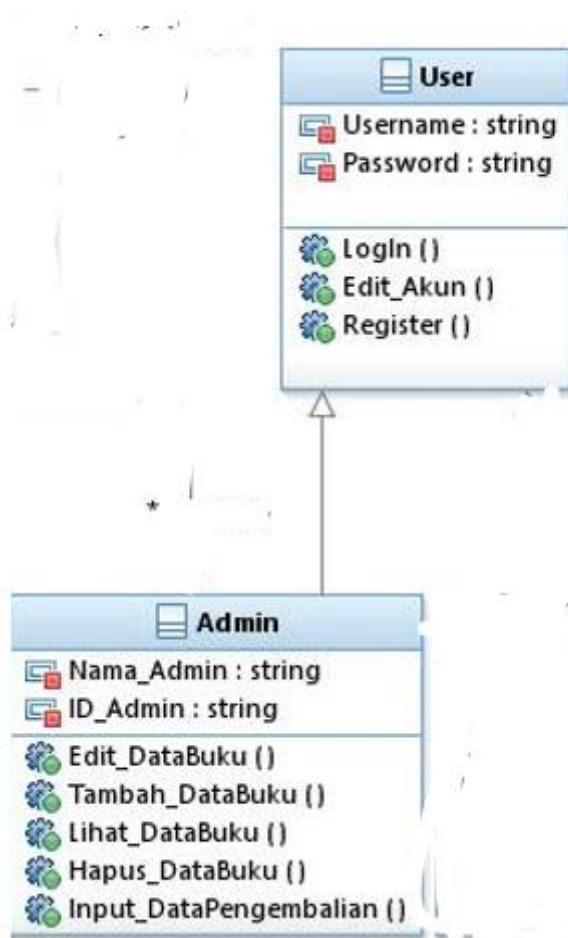 User
Username : string
Password : string
LogIn ()
Edit_Akun ()
Register ()
*
Admin
Nama_Admin : string
ID_Admin : string
Edit_DataBuku ()
Tambah_DataBuku ()
Lihat_DataBuku ()
Hapus_DataBuku ()
Input_DataPengembalian ()